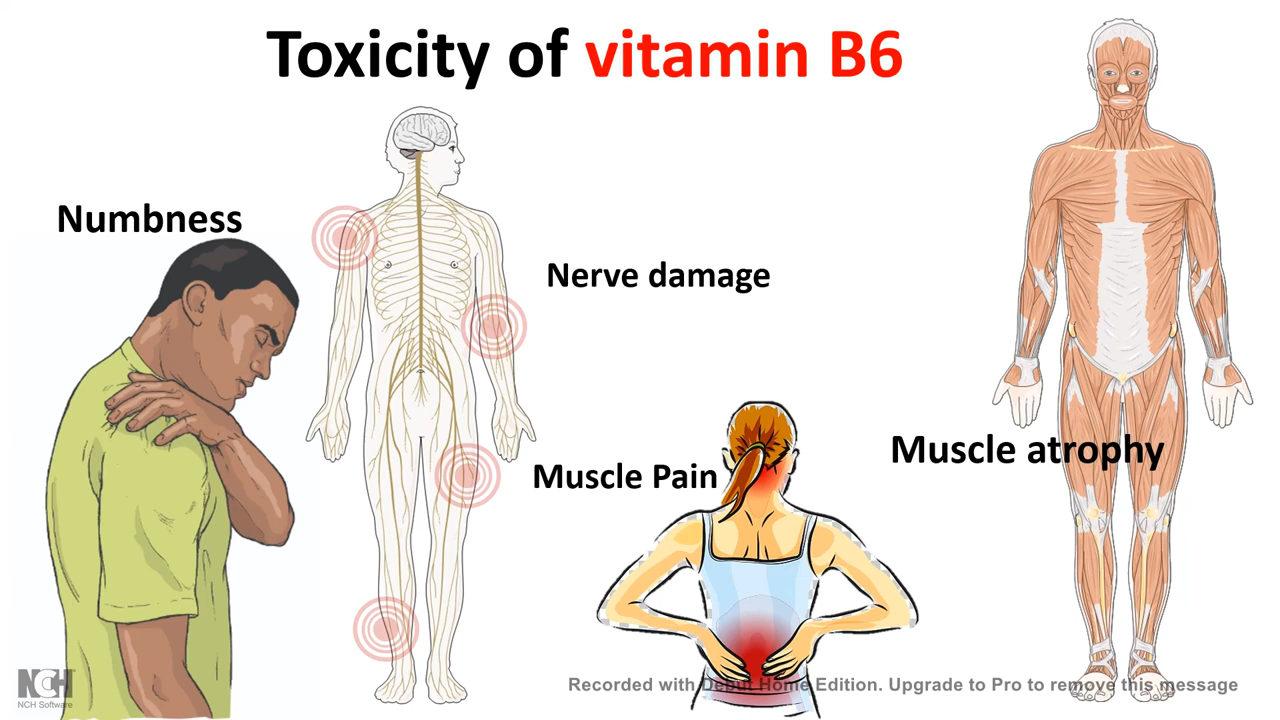 Toxicity of vitamin B6
Numbness
Nerve damage
Muscle Pain
Muscle atrophy
NCH
NCH Software
Recorded with Debut Home Edition. Upgrade to Pro to remove this message